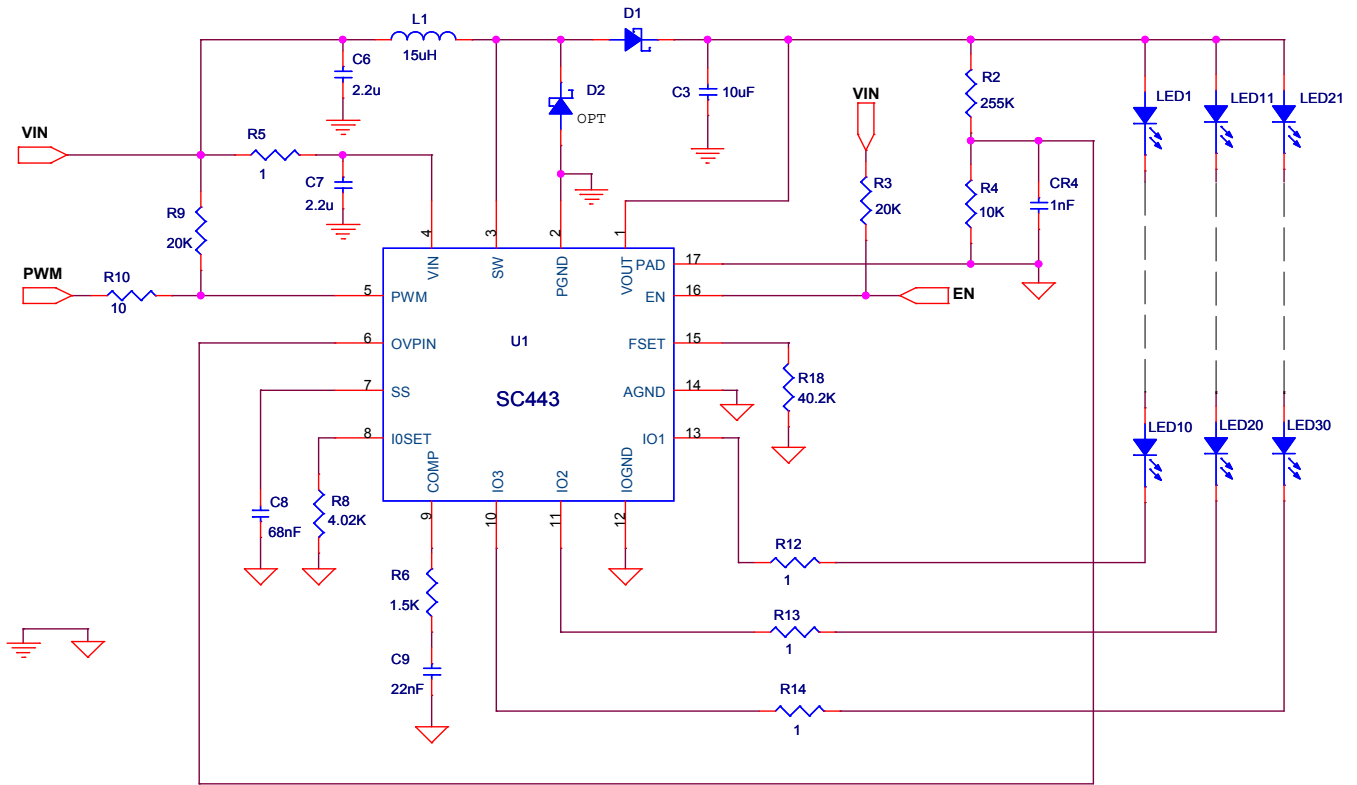 L1
15uH
D1
C6
2.2u
D2
OPT
C3
10uF
VIN
R2
255K
LED1
LED11
LED21
VIN
R5
1
C7
2.2u
R9
20K
R3
20K
R4
10K
CR4
1nF
PWM
R10
10
4
3
2
1
VIN
SW
PGND
VOUT
PAD
17
5
PWM
EN
16
EN
6
OVPIN
U1
FSET
15
7
SS
SC443
AGND
14
R18
40.2K
8
I0SET
IO1
13
COMP
IO3
IO2
IOGND
9
10
11
12
LED10
LED20
LED30
C8
68nF
R8
4.02K
R12
1
R6
1.5K
R13
1
C9
22nF
R14
1